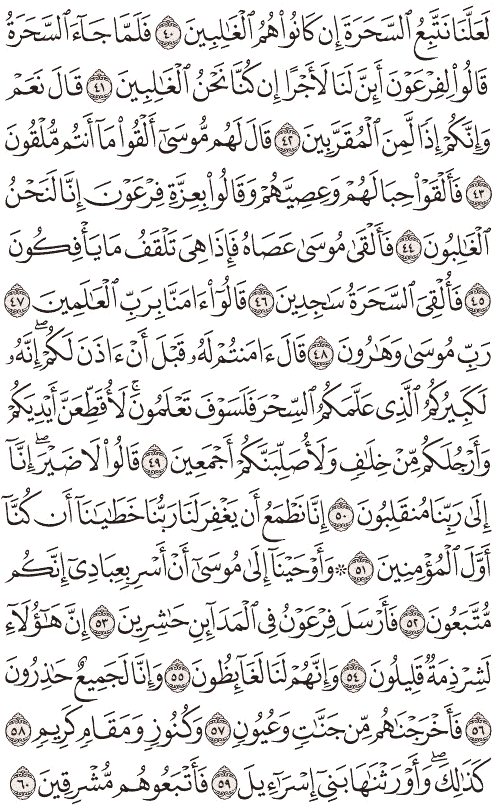 لَعَلَّنَا نَتَّبِعُ ٱلسَّحَرَةَ إِن كَانُوا۟ هُمُ ٱلْغَٰلِبِينَ ٤٠ فَلَمَّا جَآءَ ٱلسَّحَرَةُ
قَالُوا۟ لِفِرْعَوْنَ أَئِنَّ لَنَا لَأَجْرًا إِن كُنَّا نَحْنُ ٱلْغَٰلِبِينَ ٤١ قَالَ نَعَمْ
وَإِنَّكُمْ إِذًا لَّمِنَ ٱلْمُقَرَّبِينَ ٤٢ قَالَ لَهُم مُّوسَىٰٓ أَلْقُوا۟ مَآ أَنتُم مُّلْقُونَ
٤٣ فَأَلْقَوْا۟ حِبَالَهُمْ وَعِصِيَّهُمْ وَقَالُوا۟ بِعِزَّةِ فِرْعَوْنَ إِنَّا لَنَحْنُ
ٱلْغَٰلِبُونَ ٤٤ فَأَلْقَىٰ مُوسَىٰ عَصَاهُ فَإِذَا هِىَ تَلْقَفُ مَا يَأْفِكُونَ
٤٥ فَأُلْقِىَ ٱلسَّحَرَةُ سَٰجِدِينَ ٤٦ قَالُوٓا۟ ءَامَنَّا بِرَبِّ ٱلْعَٰلَمِينَ ٤٧
رَبِّ مُوسَىٰ وَهَٰرُونَ ٤٨ قَالَ ءَامَنتُمْ لَهُۥ قَبْلَ أَنْ ءَاذَنَ لَكُمْ ۖ إِنَّهُۥ
لَكَبِيرُكُمُ ٱلَّذِى عَلَّمَكُمُ ٱلسِّحْرَ فَلَسَوْفَ تَعْلَمُونَ ۚ لَأُقَطِّعَنَّ أَيْدِيَكُمْ
وَأَرْجُلَكُم مِّنْ خِلَٰفٍ وَلَأُصَلِّبَنَّكُمْ أَجْمَعِينَ ٤٩ قَالُوا۟ لَا ضَيْرَ ۖ إِنَّآ
إِلَىٰ رَبِّنَا مُنقَلِبُونَ ٥٠ إِنَّا نَطْمَعُ أَن يَغْفِرَ لَنَا رَبُّنَا خَطَٰيَٰنَآ أَن كُنَّآ
أَوَّلَ ٱلْمُؤْمِنِينَ ٥١ ۞ وَأَوْحَيْنَآ إِلَىٰ مُوسَىٰٓ أَنْ أَسْرِ بِعِبَادِىٓ إِنَّكُم
مُّتَّبَعُونَ ٥٢ فَأَرْسَلَ فِرْعَوْنُ فِى ٱلْمَدَآئِنِ حَٰشِرِينَ ٥٣ إِنَّ هَٰٓؤُلَآءِ
لَشِرْذِمَةٌ قَلِيلُونَ ٥٤ وَإِنَّهُمْ لَنَا لَغَآئِظُونَ ٥٥ وَإِنَّا لَجَمِيعٌ حَٰذِرُونَ
٥٦ فَأَخْرَجْنَٰهُم مِّن جَنَّٰتٍ وَعُيُونٍ ٥٧ وَكُنُوزٍ وَمَقَامٍ كَرِيمٍ ٥٨
كَذَٰلِكَ ۖ وَأَوْرَثْنَٰهَا بَنِىٓ إِسْرَٰٓءِيلَ ٥٩ فَأَتْبَعُوهُم مُّشْرِقِينَ ٦٠